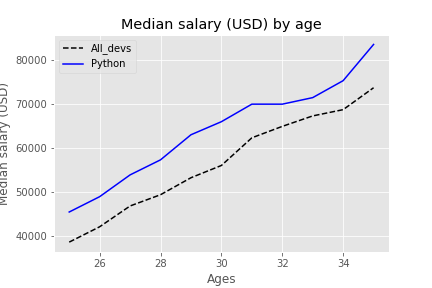 Median salary (USD) by age
All_devs
Python
80000
70000
60000
50000
40000
Median salary (USD)
26 28 30 32 34
Ages